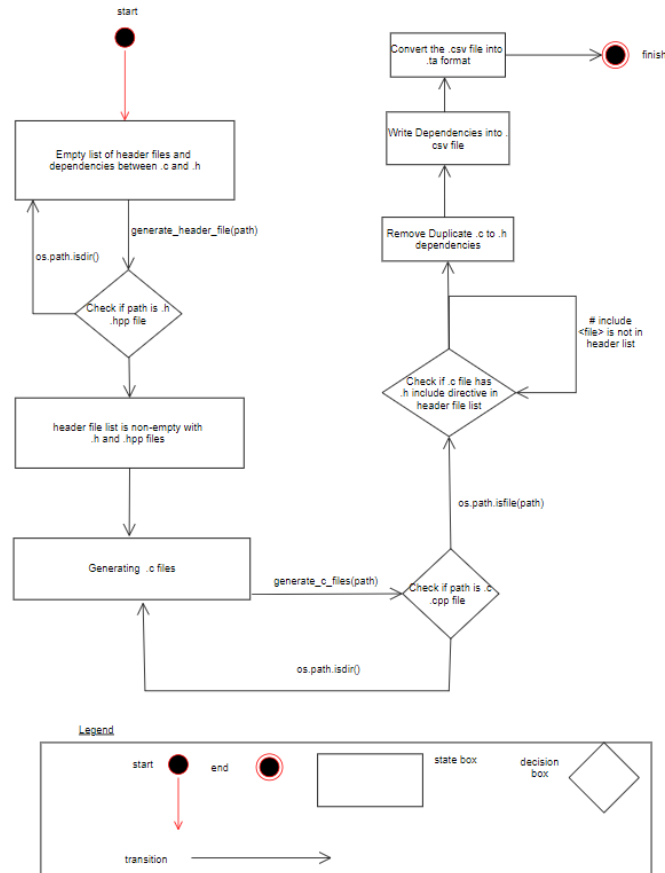 start
Empty list of header files and
dependencies between .c and .h
generate_header_file(path)
os.path.isdir()
Check if path is .h
.hpp file
header file list is non-empty with
.h and .hpp files
Generating .c files
generate_c_files(path)
Check if path is .c
.cpp file
os.path.isdir()
os.path.isfile(path)
Check if .c file has
.h include directive in
header file list
# include
<file> is not in
header list
Remove Duplicate .c to .h
dependencies
Write Dependencies into .
csv file
Convert the .csv file into
.ta format
finish
Legend
start
end
state box
decision
box
transition